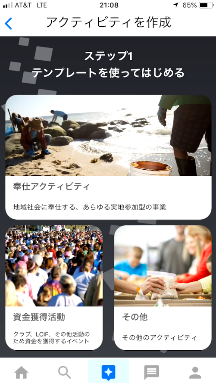 AT&T LTE 21:08 65%
アクティビティを作成
ステップ1
テンプレートを使ってはじめる
奉仕アクティビティ
地域社会に奉仕する、あらゆる実地参加型の事業
資金獲得活動
クラブ、LCIF、その他活動の
ため資金を獲得するイベント
その他
その他のアクティビティ